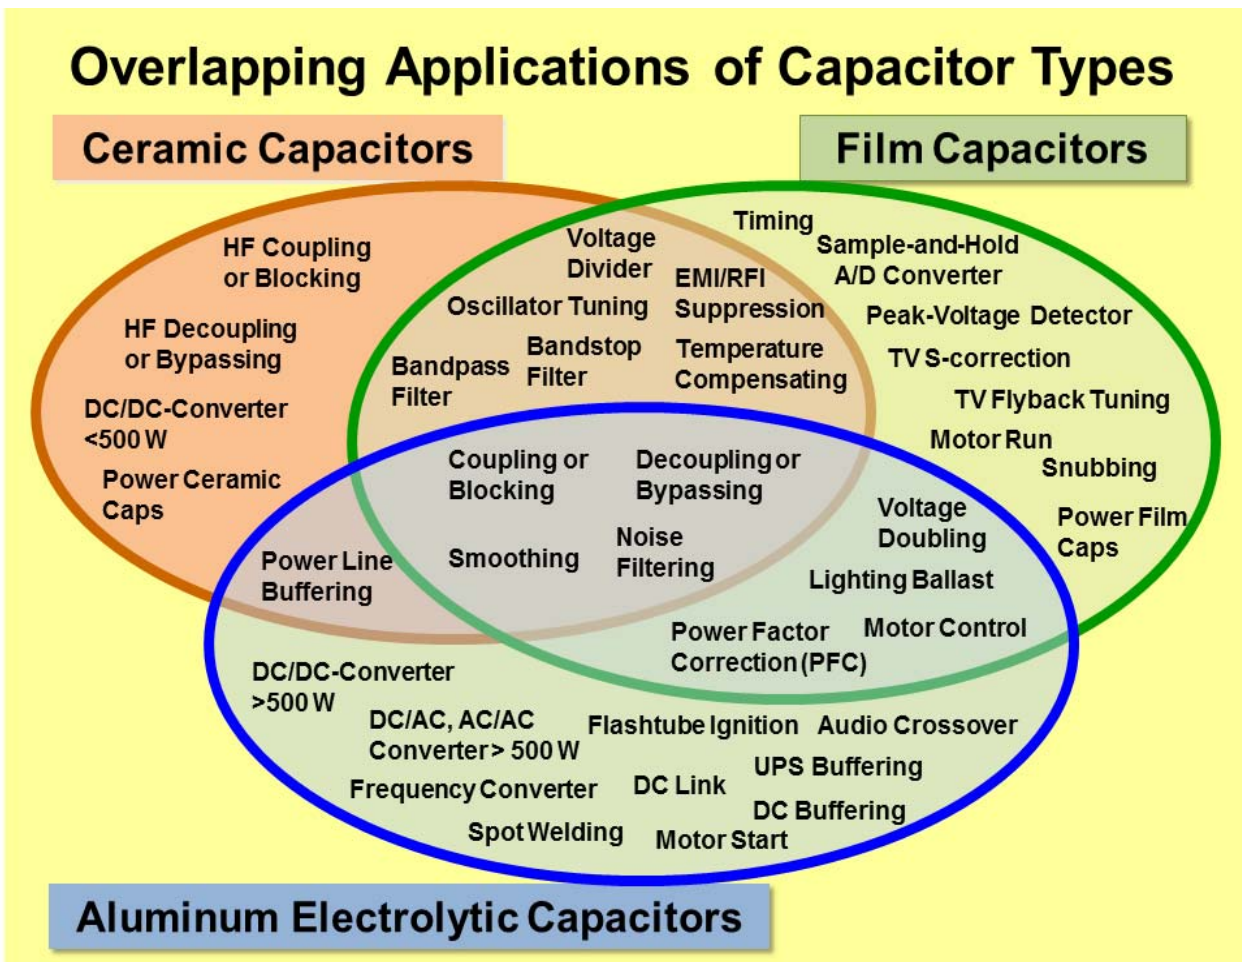 Overlapping Applications of Capacitor Types
Ceramic Capacitors
Film Capacitors
HF Coupling
or Blocking
HF Decoupling
or Bypassing
DC/DC-Converter
<500 W
Power Ceramic
Caps
Voltage
Divider
EMI/RFI
Suppression
Oscillator Tuning
Bandpass
Filter
Bandstop
Filter
Temperature
Compensating
Timing
Sample-and-Hold
A/D Converter
Peak-Voltage Detector
TV S-correction
TV Flyback Tuning
Motor Run
Snubbing
Power Film
Caps
Coupling or
Blocking
Decoupling or
Bypassing
Smoothing
Noise
Filtering
Power Line
Buffering
Voltage
Doubling
Lighting Ballast
Power Factor
Correction (PFC)
Motor Control
DC/DC-Converter
>500 W
DC/AC, AC/AC
Converter > 500 W
Flashtube Ignition
Audio Crossover
Frequency Converter
DC Link
UPS Buffering
DC Buffering
Spot Welding
Motor Start
Aluminum Electrolytic Capacitors